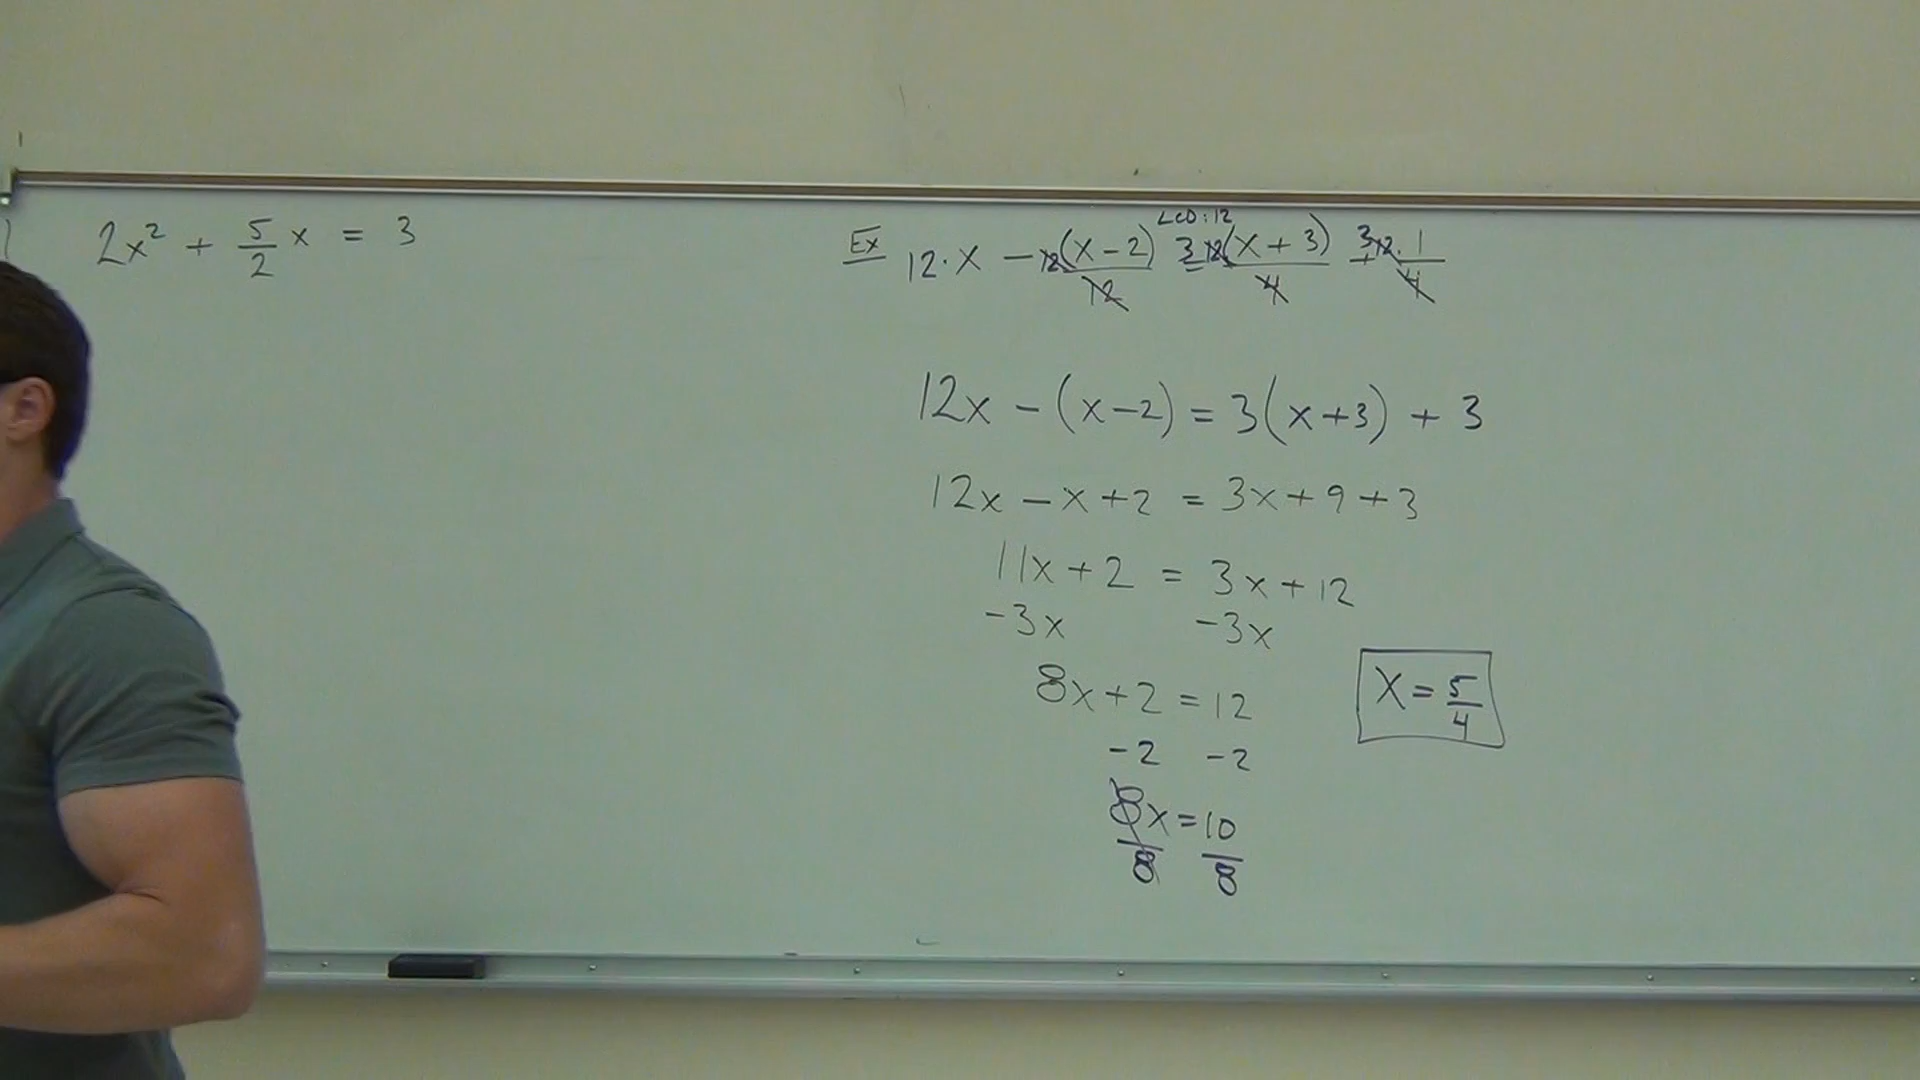 2x² + 5/2 x = 3
LCD: 12
Ex 12·x − 12(x−2)/12 = 3 12(x+3)/4 + 3 12·1/4
12x − (x−2) = 3(x+3) + 3
12x − x + 2 = 3x + 9 + 3
11x + 2 = 3x + 12
−3x −3x
8x + 2 = 12
−2 −2
8x = 10
8 8
x = 5/4